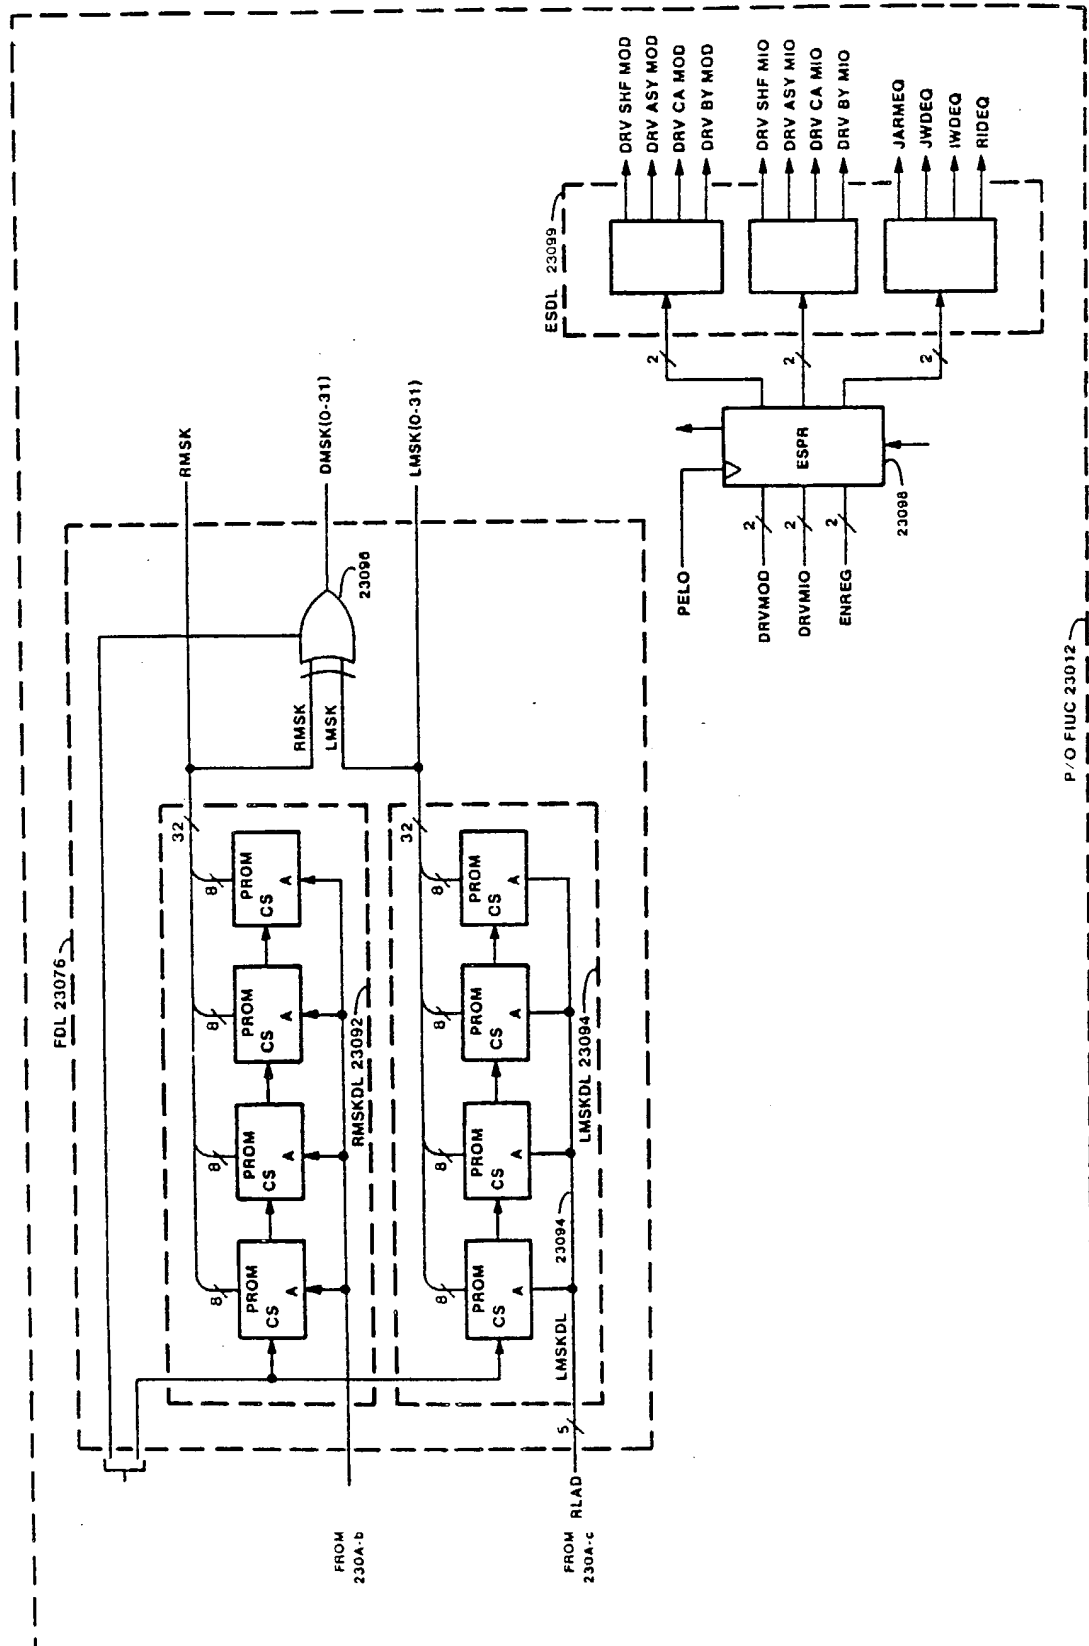 FDL 23076
RMSK
32
8
8
8
8
PROM
CS
A
PROM
CS
A
PROM
CS
A
PROM
CS
A
RMSKDL 23092
FROM
230A-b
RMSK
LMSK
23096
DMSK(0-31)
LMSK(0-31)
32
8
8
8
8
PROM
CS
A
PROM
CS
A
PROM
CS
A
PROM
CS
A
LMSKDL
23094
LMSKDL 23094
5
RLAD
FROM
230A-c
ESDL 23099
PELO
DRVMOD
DRVMIO
ENREG
2
2
2
ESPR
23098
2
2
2
DRV SHF MOD
DRV ASY MOD
DRV CA MOD
DRV BY MOD
DRV SHF MIO
DRV ASY MIO
DRV CA MIO
DRV BY MIO
JARMEQ
JWDEQ
IWDEQ
RIDEQ
P/O FIUC 23012